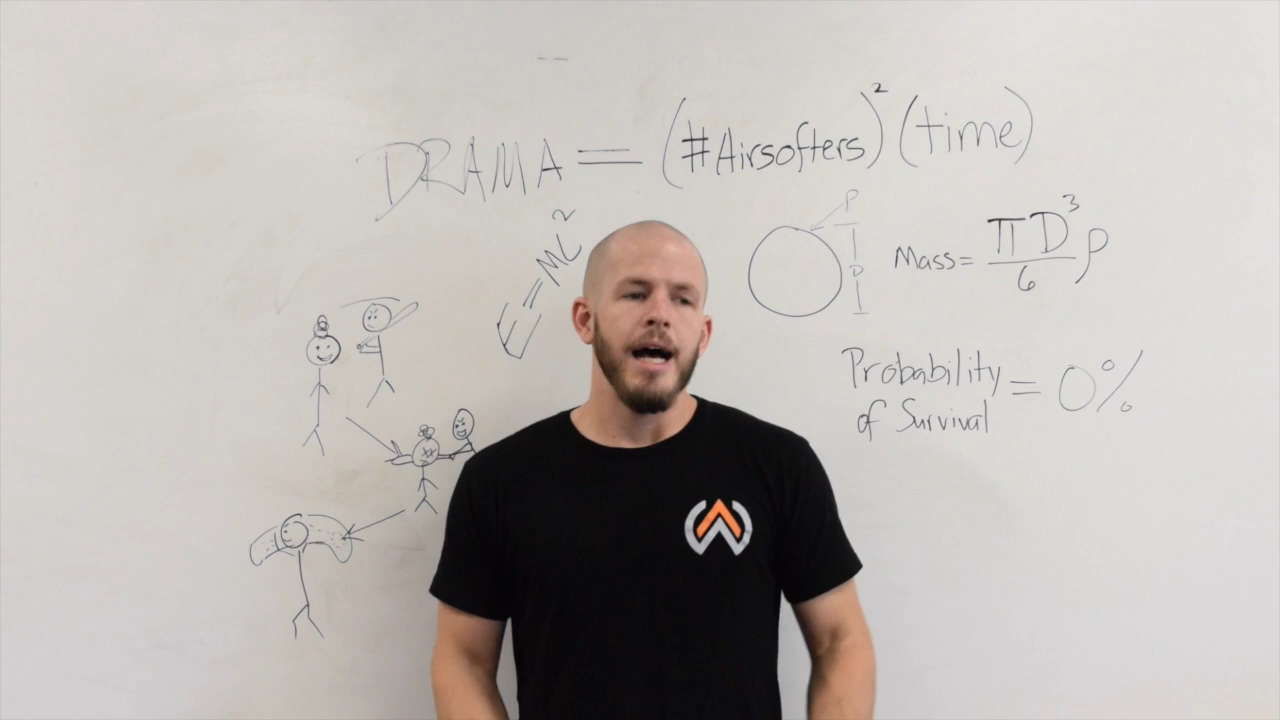 DRAMA = (#Airsofters)² (time)
E=MC²
P
D
Mass = πD³/6 ρ
Probability of Survival = 0%